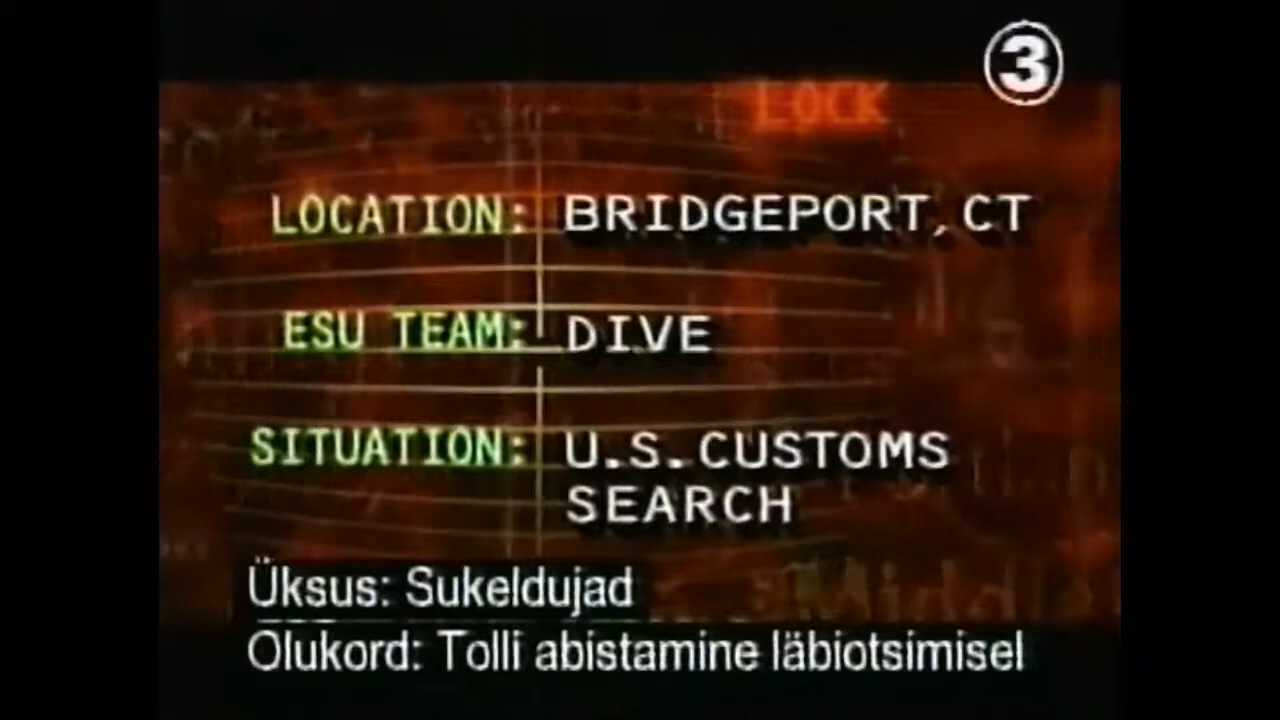 3
LOCK
LOCATION: BRIDGEPORT, CT
ESU TEAM: DIVE
SITUATION: U.S. CUSTOMS
SEARCH
Üksus: Sukeldujad
Olukord: Tolli abistamine läbiotsimisel